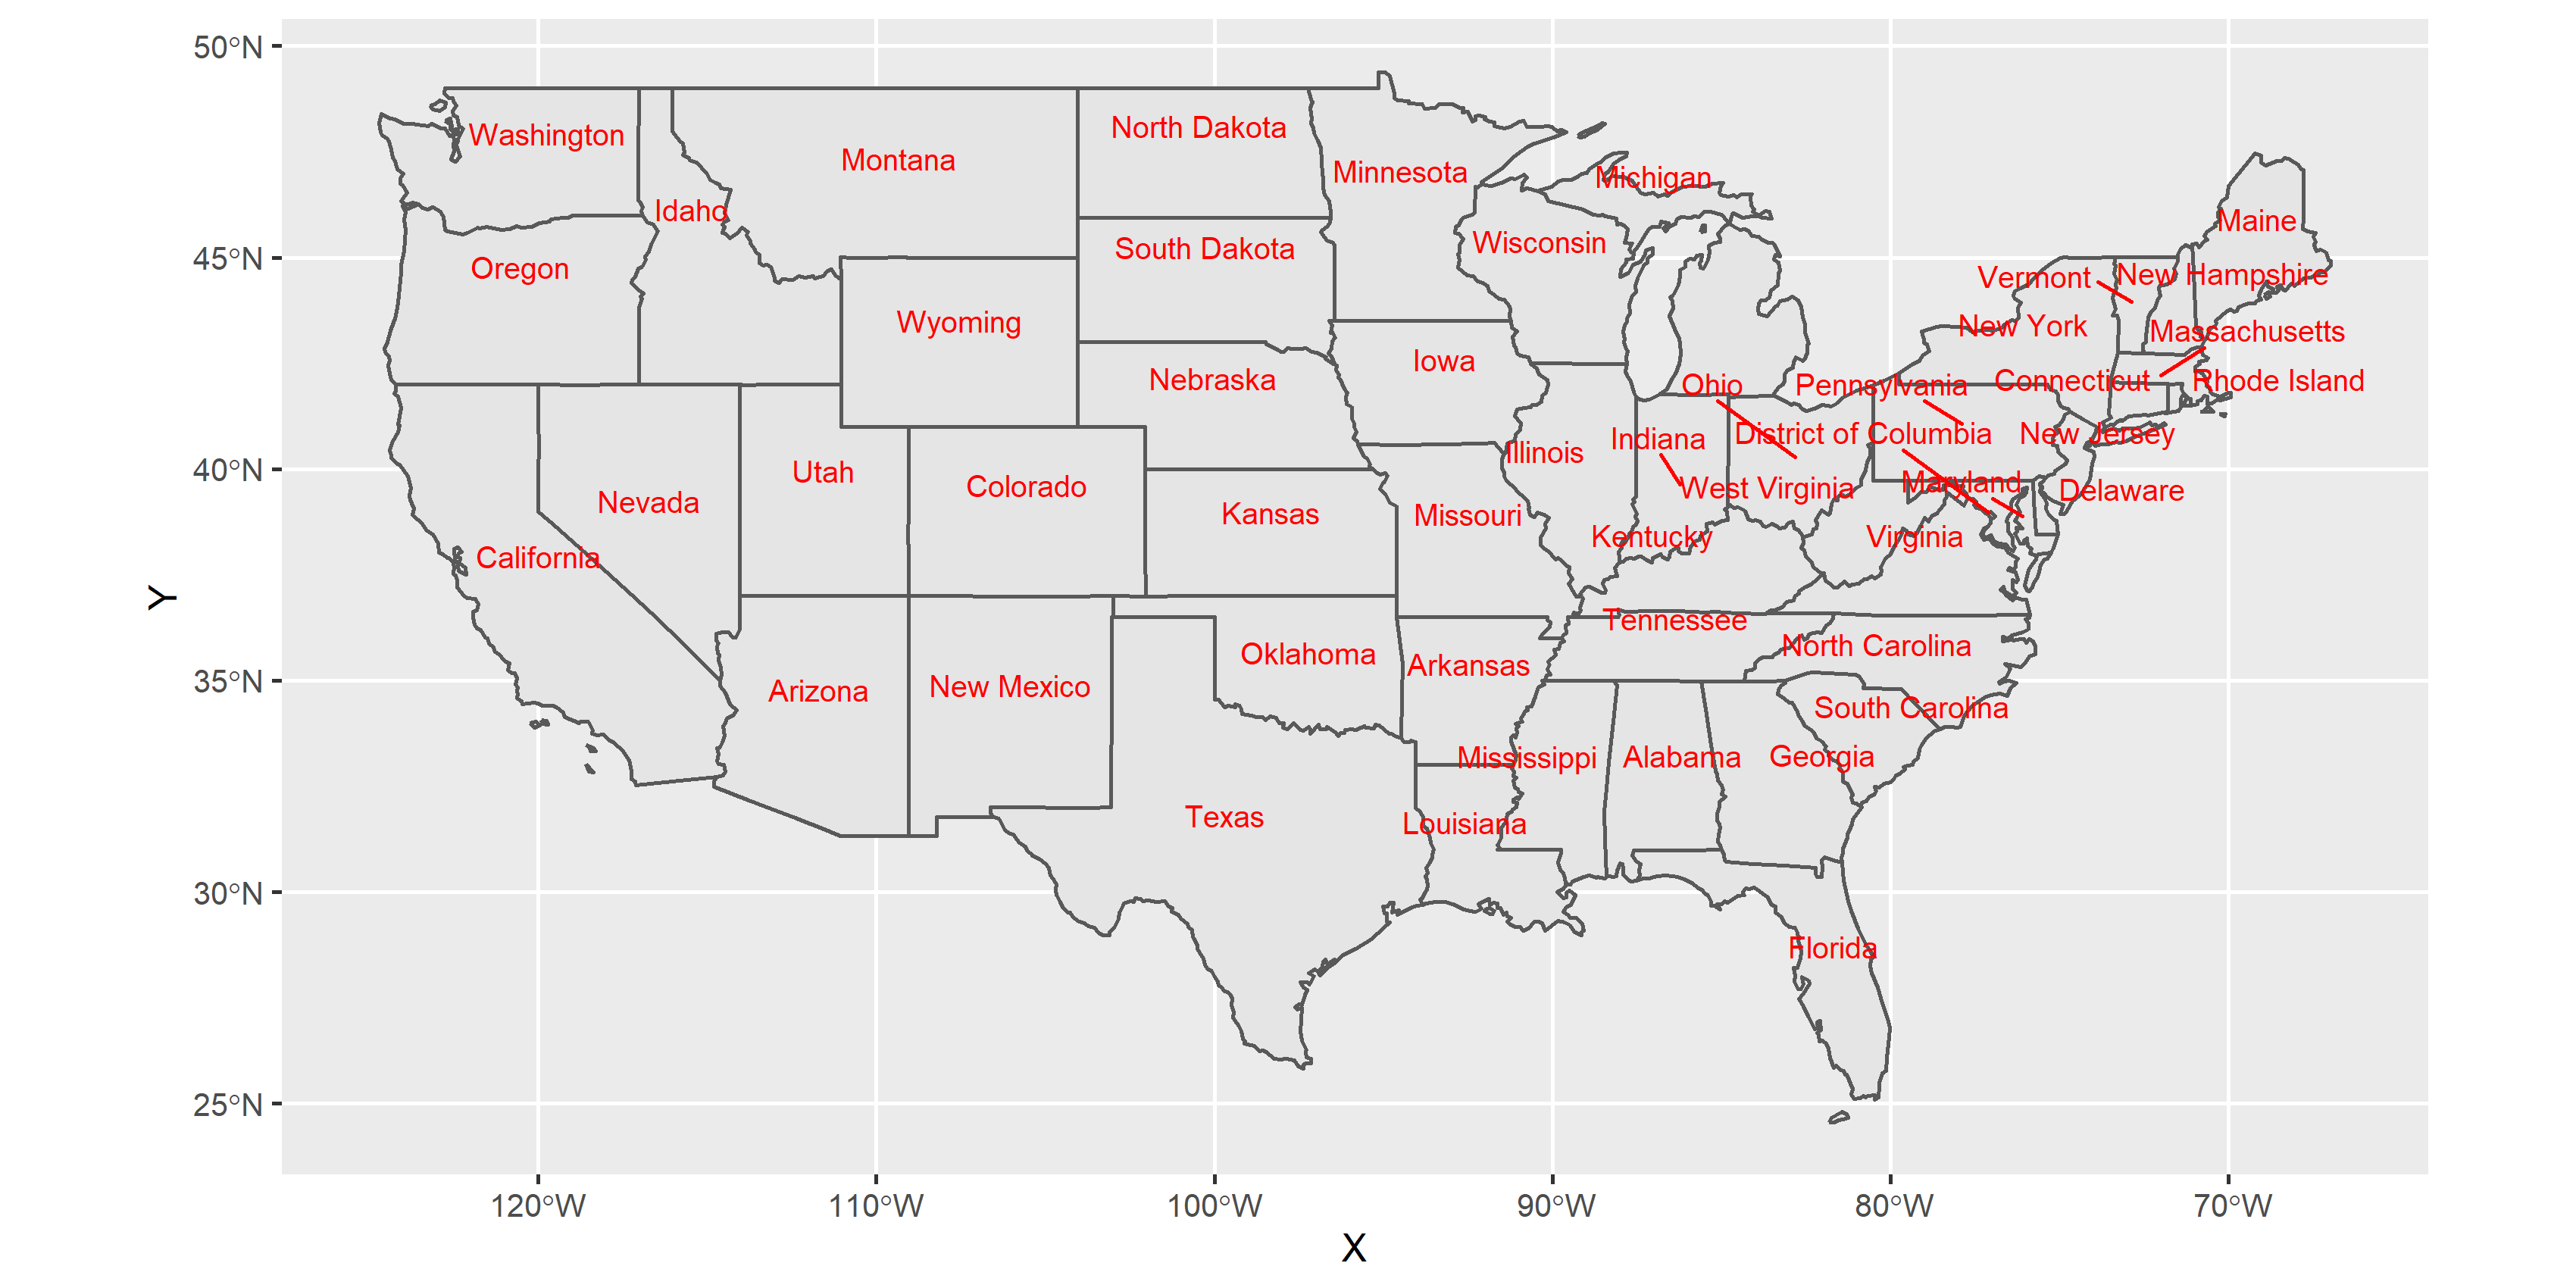 50°N
45°N
40°N
35°N
30°N
25°N
Y
Washington
Montana
North Dakota
Minnesota
Michigan
Idaho
Maine
Oregon
South Dakota
Wisconsin
Vermont
New Hampshire
Wyoming
New York
Massachusetts
Iowa
Nebraska
Ohio
Pennsylvania
Connecticut
Rhode Island
Indiana
District of Columbia
New Jersey
Illinois
Utah
Colorado
West Virginia
Maryland
Delaware
Nevada
Kansas
Missouri
Kentucky
Virginia
California
Tennessee
North Carolina
Oklahoma
Arkansas
Arizona
New Mexico
South Carolina
Mississippi
Alabama
Georgia
Texas
Louisiana
Florida
120°W
110°W
100°W
90°W
80°W
70°W
X